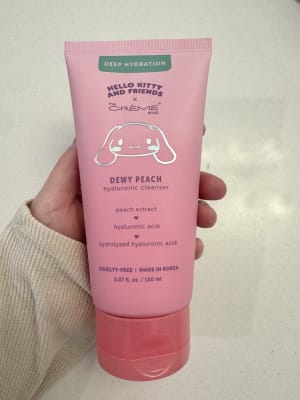 DEEP HYDRATION
HELLO KITTY
AND FRIENDS
×
THE
CRÈME
SHOP
DEWY PEACH
hyaluronic cleanser
peach extract
hyaluronic acid
hydrolyzed hyaluronic acid
CRUELTY-FREE | MADE IN KOREA
5.07 fl. oz. / 150 ml